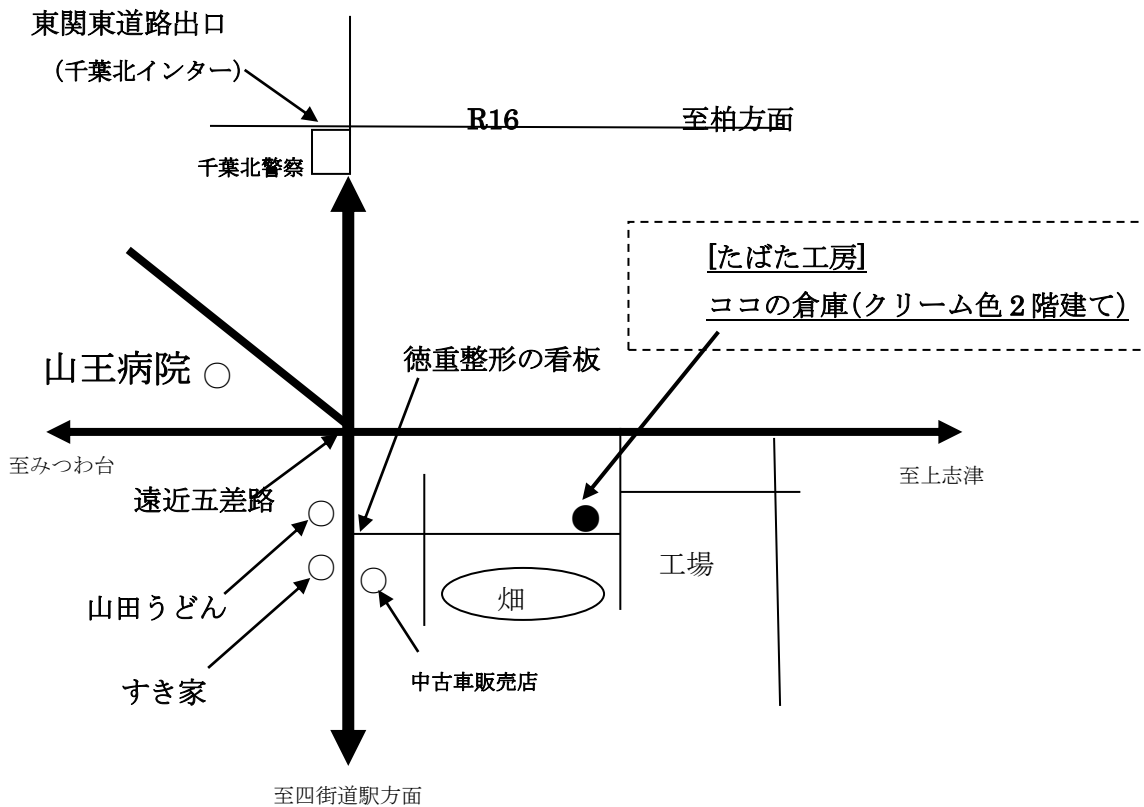 東関東道路出口
(千葉北インター)
R16
至柏方面
千葉北警察
[たばた工房]
ココの倉庫(クリーム色2階建て)
山王病院
徳重整形の看板
至みつわ台
至上志津
遠近五差路
工場
畑
山田うどん
すき家
中古車販売店
至四街道駅方面